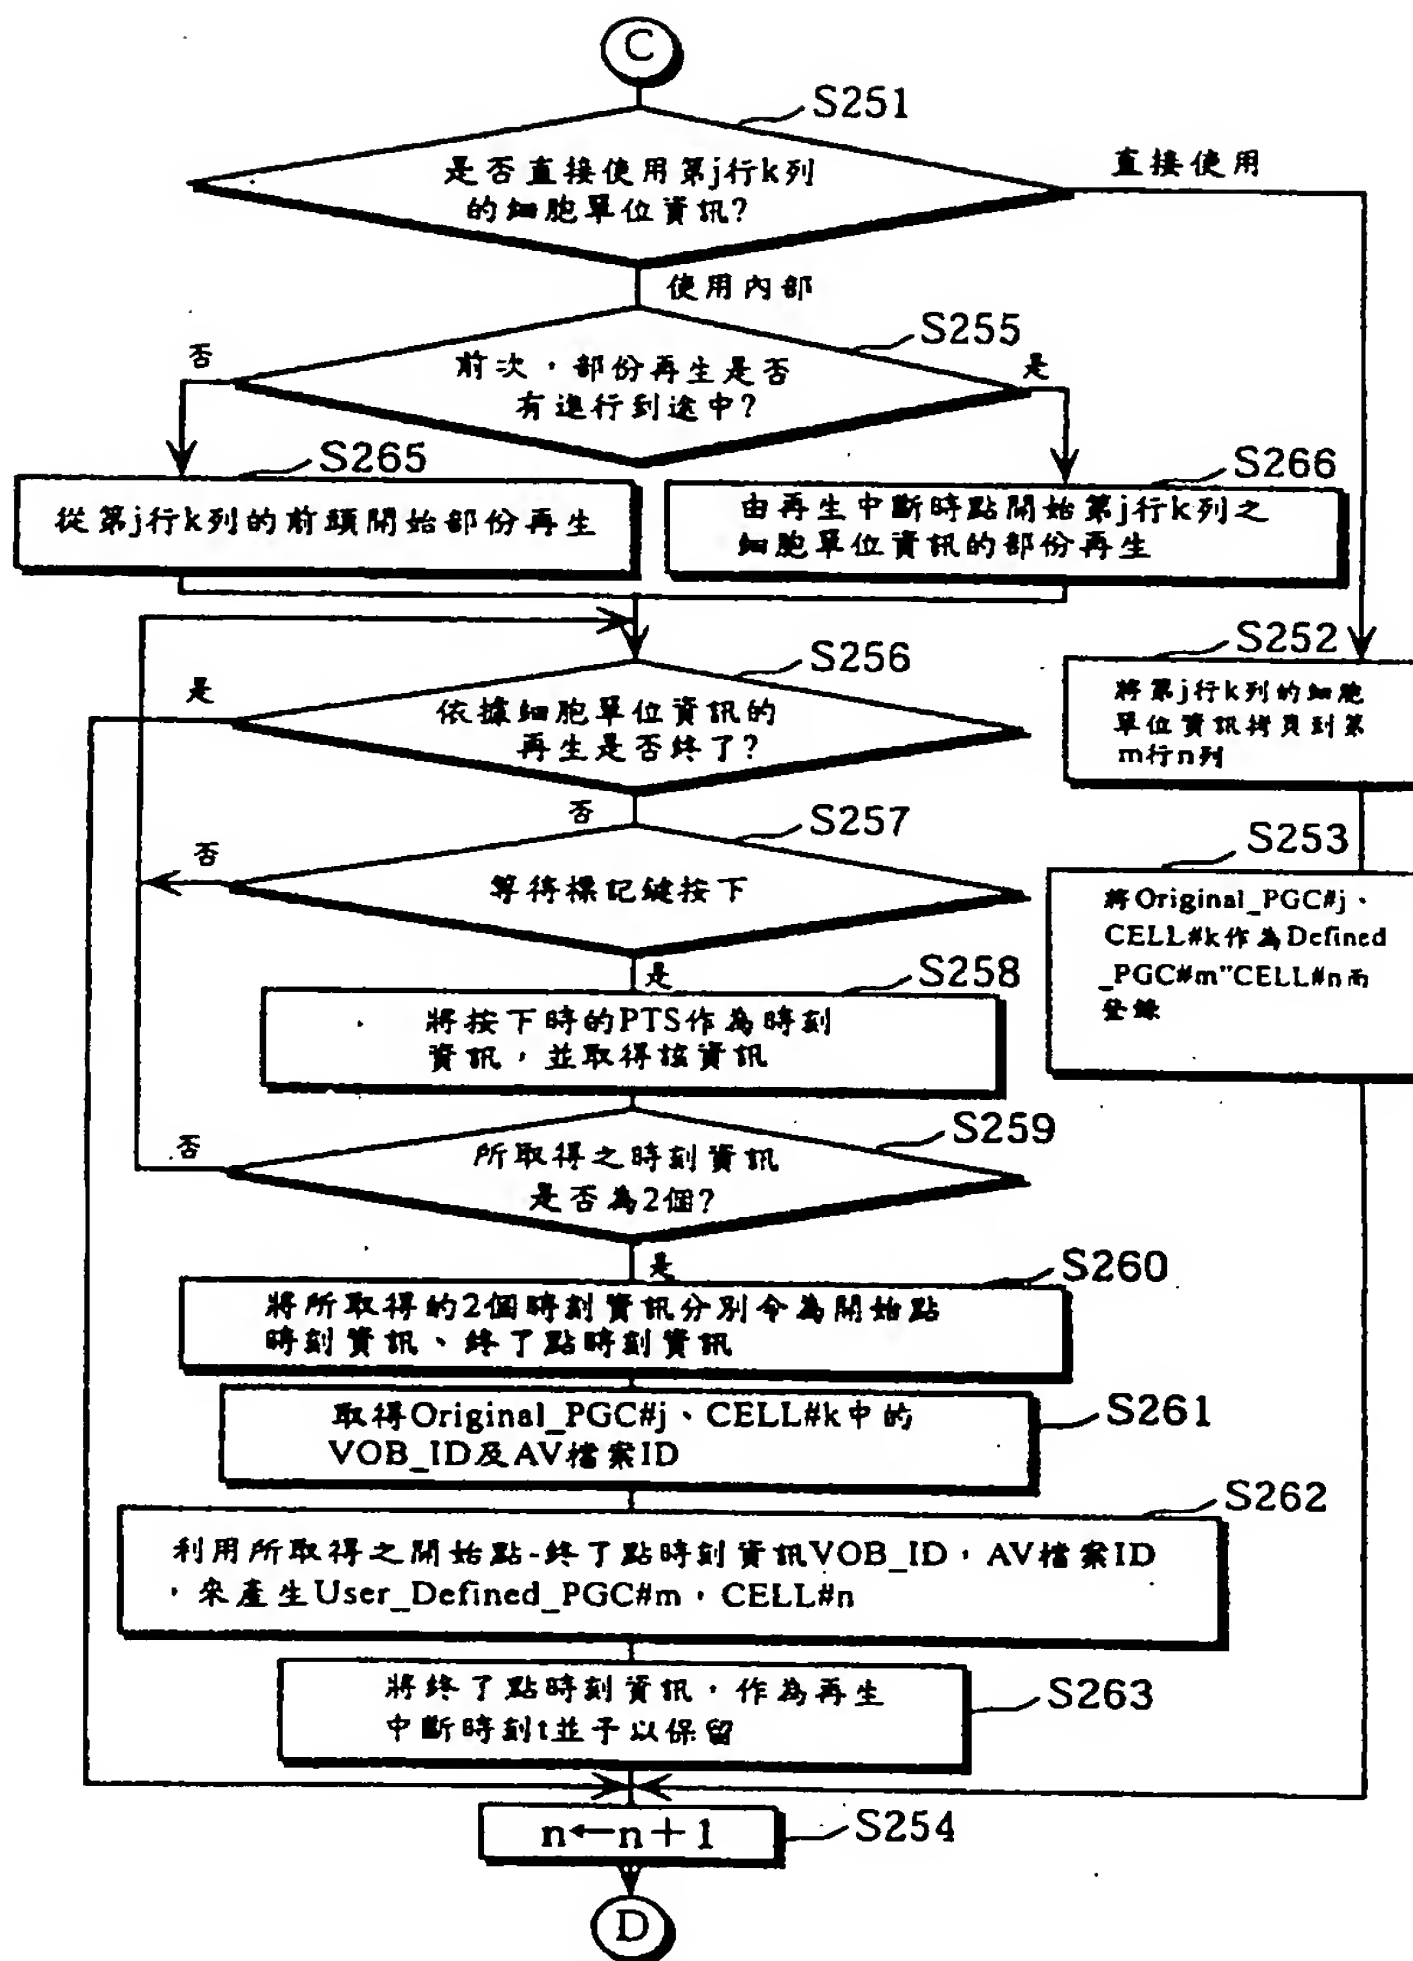 C
S251
是否直接使用第j行k列
的細胞單位資訊?
直接使用
使用內部
S255
前次,部份再生是否
有進行到途中?
否
是
S265
從第j行k列的前頭開始部份再生
S266
由再生中斷時點開始第j行k列之
細胞單位資訊的部份再生
S256
依據細胞單位資訊的
再生是否終了?
是
否
S252
將第j行k列的細胞
單位資訊拷貝到第
m行n列
S257
等待標記鍵按下
否
是
S253
將Original_PGC#j、
CELL#k作為Defined
_PGC#m"CELL#n而
登錄
S258
將按下時的PTS作為時刻
資訊,並取得該資訊
S259
所取得之時刻資訊
是否為2個?
否
是
S260
將所取得的2個時刻資訊分別令為開始點
時刻資訊、終了點時刻資訊
S261
取得Original_PGC#j、CELL#k中的
VOB_ID及AV檔案ID
S262
利用所取得之開始點-終了點時刻資訊VOB_ID,AV檔案ID
,來產生User_Defined_PGC#m,CELL#n
S263
將終了點時刻資訊,作為再生
中斷時刻t並予以保留
S254
n←n+1
D